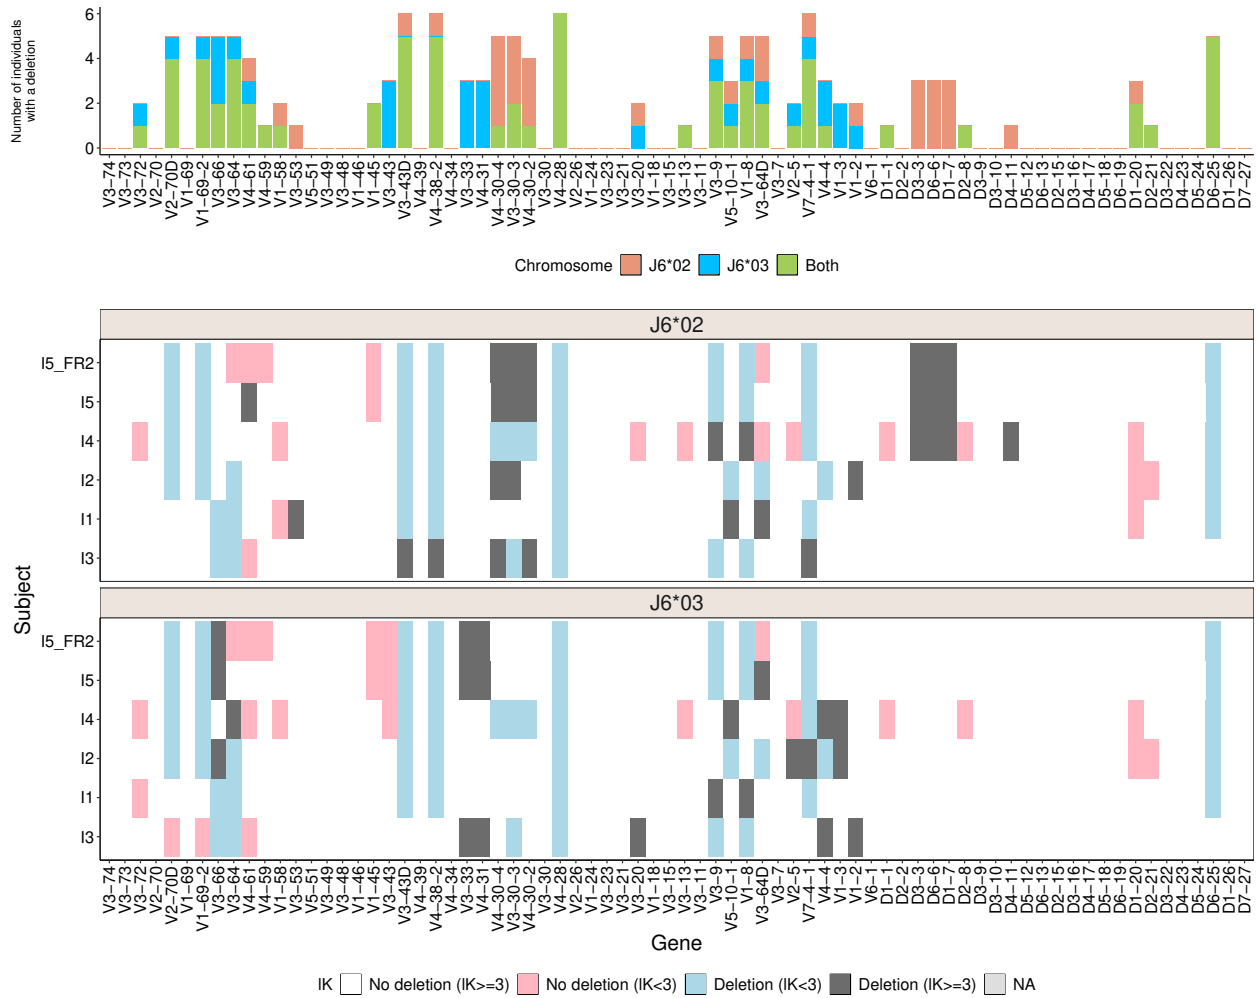 Number of individuals
with a deletion
6
4
2
0
V3−74
V3−73
V3−72
V2−70
V2−70D
V1−69
V1−69−2
V3−66
V3−64
V4−61
V4−59
V1−58
V3−53
V5−51
V3−49
V3−48
V1−46
V1−45
V3−43
V3−43D
V4−39
V4−38−2
V4−34
V3−33
V4−31
V4−30−4
V3−30−3
V4−30−2
V3−30
V4−28
V2−26
V1−24
V3−23
V3−21
V3−20
V1−18
V3−15
V3−13
V3−11
V3−9
V5−10−1
V1−8
V3−64D
V3−7
V2−5
V7−4−1
V4−4
V1−3
V1−2
V6−1
D1−1
D2−2
D3−3
D6−6
D1−7
D2−8
D3−9
D3−10
D4−11
D5−12
D6−13
D2−15
D3−16
D4−17
D5−18
D6−19
D1−20
D2−21
D3−22
D4−23
D5−24
D6−25
D1−26
D7−27
Chromosome J6*02 J6*03 Both
J6*02
I5_FR2
I5
I4
I2
I1
I3
Subject
J6*03
I5_FR2
I5
I4
I2
I1
I3
V3−74
V3−73
V3−72
V2−70
V2−70D
V1−69
V1−69−2
V3−66
V3−64
V4−61
V4−59
V1−58
V3−53
V5−51
V3−49
V3−48
V1−46
V1−45
V3−43
V3−43D
V4−39
V4−38−2
V4−34
V3−33
V4−31
V4−30−4
V3−30−3
V4−30−2
V3−30
V4−28
V2−26
V1−24
V3−23
V3−21
V3−20
V1−18
V3−15
V3−13
V3−11
V3−9
V5−10−1
V1−8
V3−64D
V3−7
V2−5
V7−4−1
V4−4
V1−3
V1−2
V6−1
D1−1
D2−2
D3−3
D6−6
D1−7
D2−8
D3−9
D3−10
D4−11
D5−12
D6−13
D2−15
D3−16
D4−17
D5−18
D6−19
D1−20
D2−21
D3−22
D4−23
D5−24
D6−25
D1−26
D7−27
Gene
IK No deletion (lK>=3) No deletion (lK<3) Deletion (lK<3) Deletion (lK>=3) NA